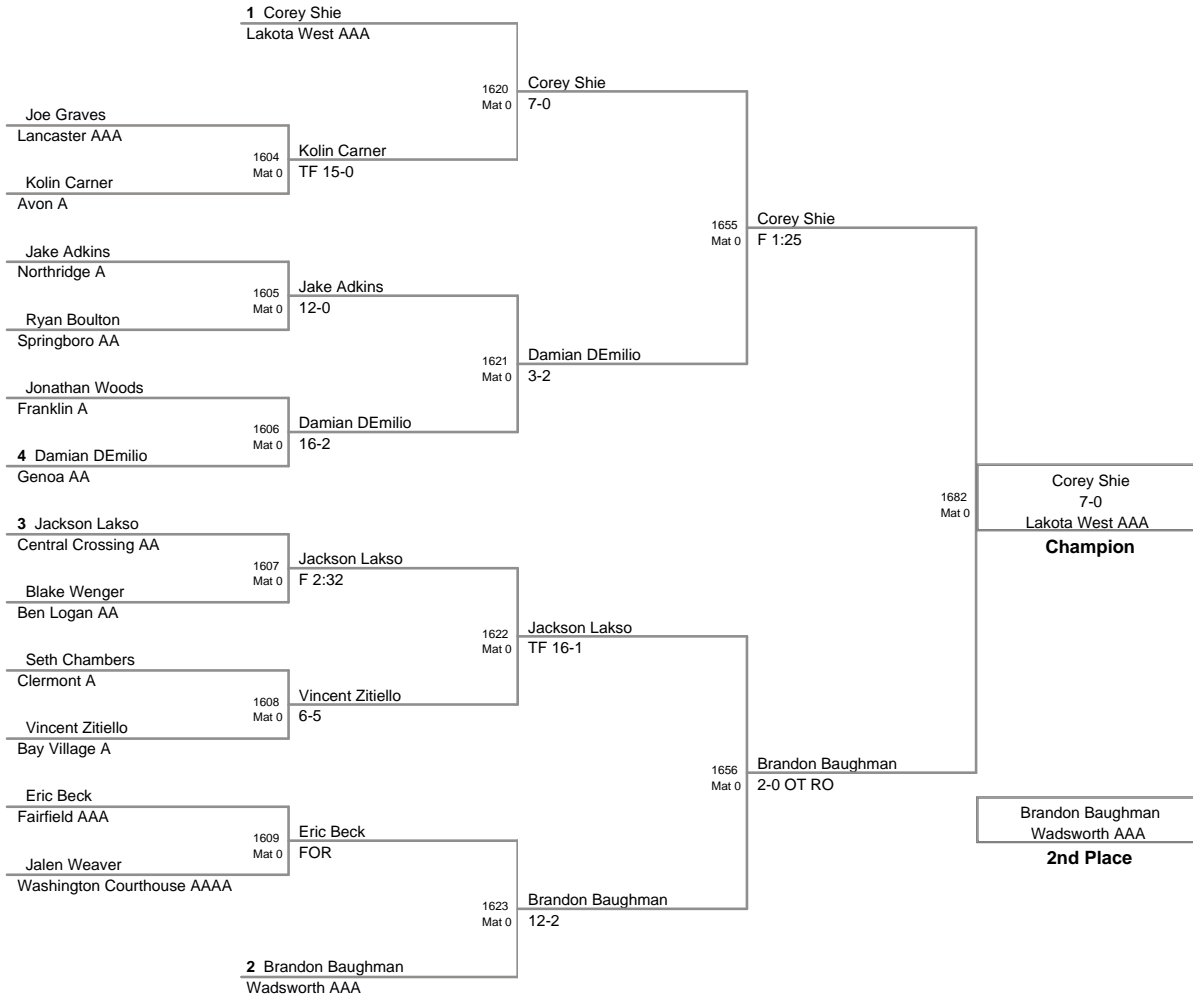 1 Corey Shie
Lakota West AAA
1620
Mat 0
Corey Shie
7-0
Joe Graves
Lancaster AAA
1604
Mat 0
Kolin Carner
TF 15-0
Kolin Carner
Avon A
1655
Mat 0
Corey Shie
F 1:25
Jake Adkins
Northridge A
1605
Mat 0
Jake Adkins
12-0
Ryan Boulton
Springboro AA
1621
Mat 0
Damian DEmilio
3-2
Jonathan Woods
Franklin A
1606
Mat 0
Damian DEmilio
16-2
4 Damian DEmilio
Genoa AA
1682
Mat 0
Corey Shie
7-0
Lakota West AAA
Champion
3 Jackson Lakso
Central Crossing AA
1607
Mat 0
Jackson Lakso
F 2:32
Blake Wenger
Ben Logan AA
1622
Mat 0
Jackson Lakso
TF 16-1
Seth Chambers
Clermont A
1608
Mat 0
Vincent Zitiello
6-5
Vincent Zitiello
Bay Village A
1656
Mat 0
Brandon Baughman
2-0 OT RO
Eric Beck
Fairfield AAA
1609
Mat 0
Eric Beck
FOR
Jalen Weaver
Washington Courthouse AAAA
Brandon Baughman
Wadsworth AAA
2nd Place
1623
Mat 0
Brandon Baughman
12-2
2 Brandon Baughman
Wadsworth AAA